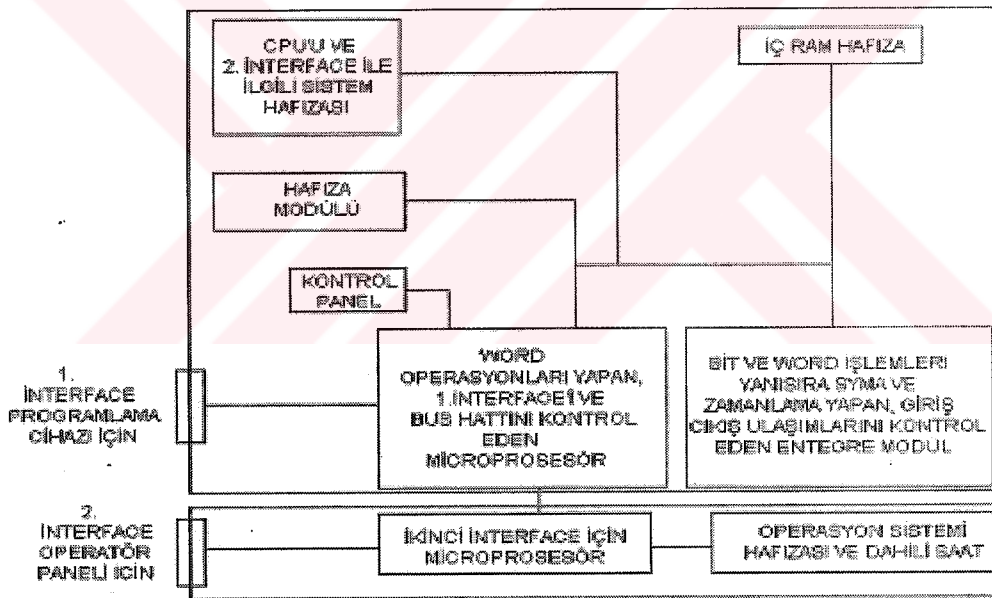 CPU'U VE
2. İNTERFACE İLE
İLGİLİ SİSTEM
HAFIZASI
İÇ RAM HAFIZA
HAFIZA
MODÜLÜ
KONTROL
PANEL
1.
İNTERFACE
PROGRAMLAMA
CİHAZI İÇİN
WORD
OPERASYONLARI YAPAN,
1.İNTERFACE'İ VE
BUS HATTINI KONTROL
EDEN
MİCROPROSESÖR
BİT VE WORD İŞLEMLERİ
YANISIRA SYMA VE
ZAMANLAMA YAPAN, GİRİŞ
CIKIŞ ULAŞIMLARINI KONTROL
EDEN ENTEGRE MODUL
2.
İNTERFACE
OPERATÖR
PANELİ ICIN
İKİNCİ İNTERFACE İÇİN
MİCROPROSESÖR
OPERASYON SİSTEMİ
HAFIZASI VE DAHİLİ SAAT